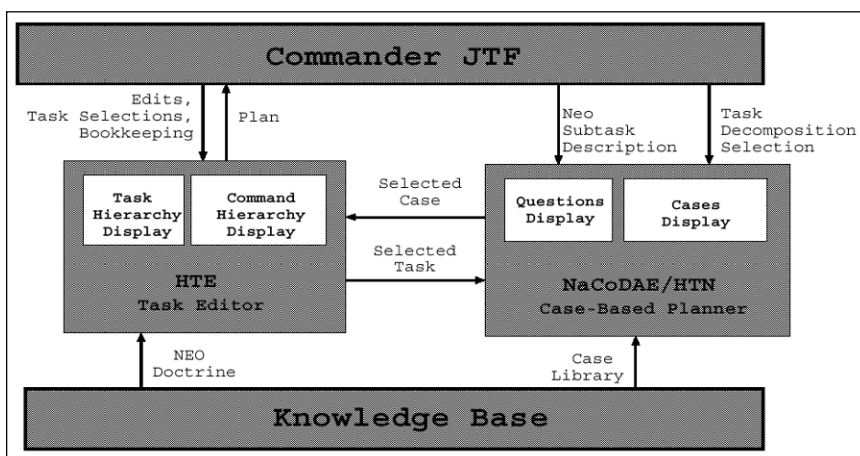 Commander JTF
Edits,
Task Selections,
Bookkeeping
Plan
Neo
Subtask
Description
Task
Decomposition
Selection
Task
Hierarchy
Display
Command
Hierarchy
Display
Selected
Case
Questions
Display
Cases
Display
Selected
Task
HTE
Task Editor
NaCoDAE/HTN
Case-Based Planner
NEO
Doctrine
Case
Library
Knowledge Base